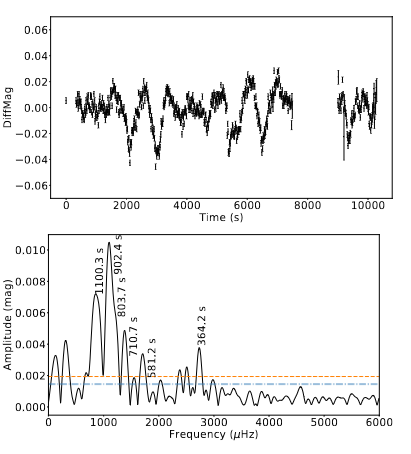 0.06
0.04
0.02
0.00
−0.02
−0.04
−0.06
DiffMag
0 2000 4000 6000 8000 10000
Time (s)
0.010
0.008
0.006
0.004
0.002
0.000
Amplitude (mag)
1100.3 s
902.4 s
803.7 s
710.7 s
581.2 s
364.2 s
0 1000 2000 3000 4000 5000 6000
Frequency (μHz)